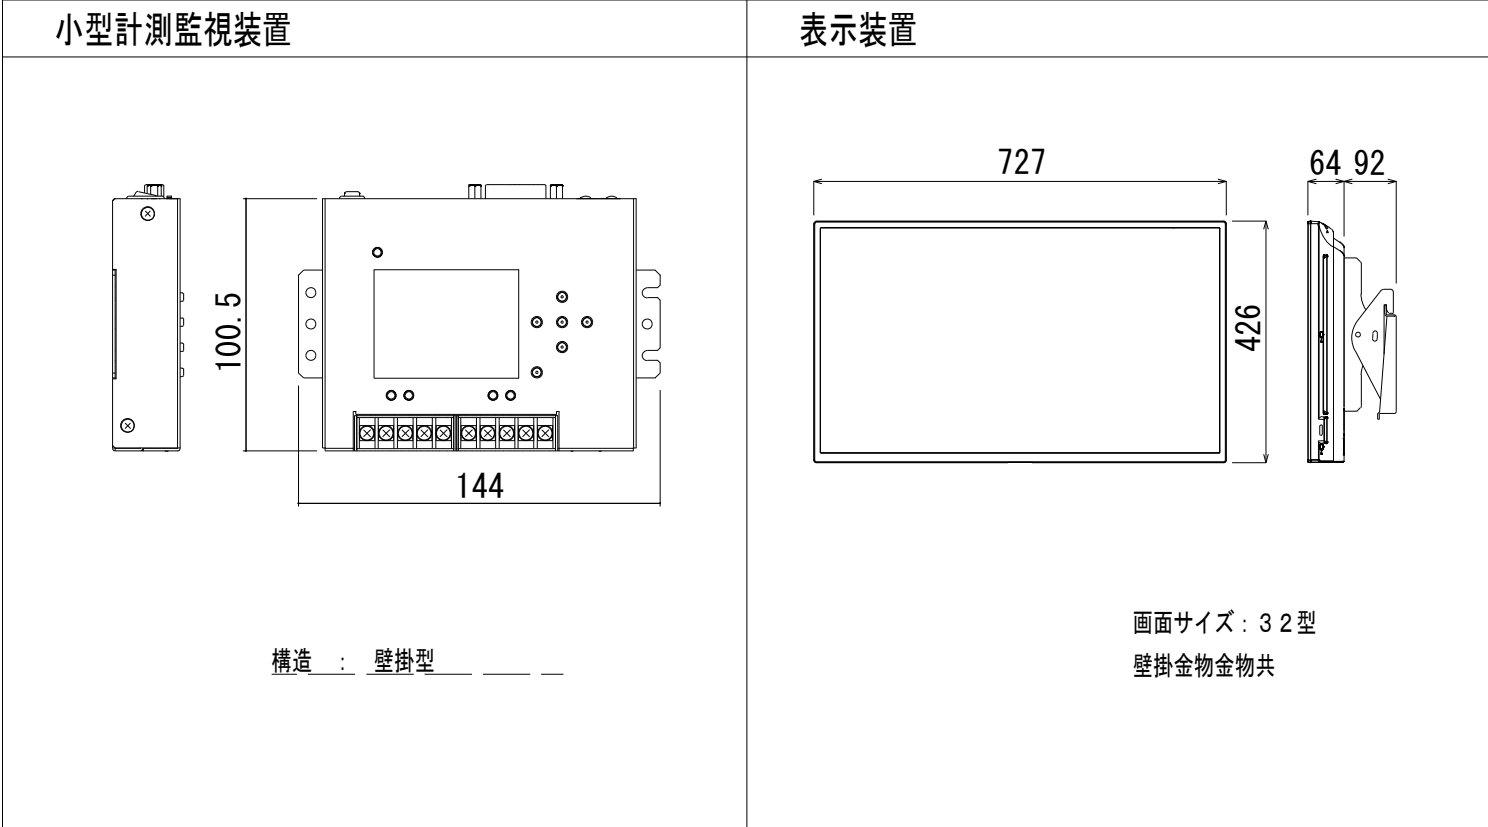 小型計測監視装置
100.5
144
構造 : 壁掛型
表示装置
727
64 92
426
画面サイズ:32型
壁掛金物金物共